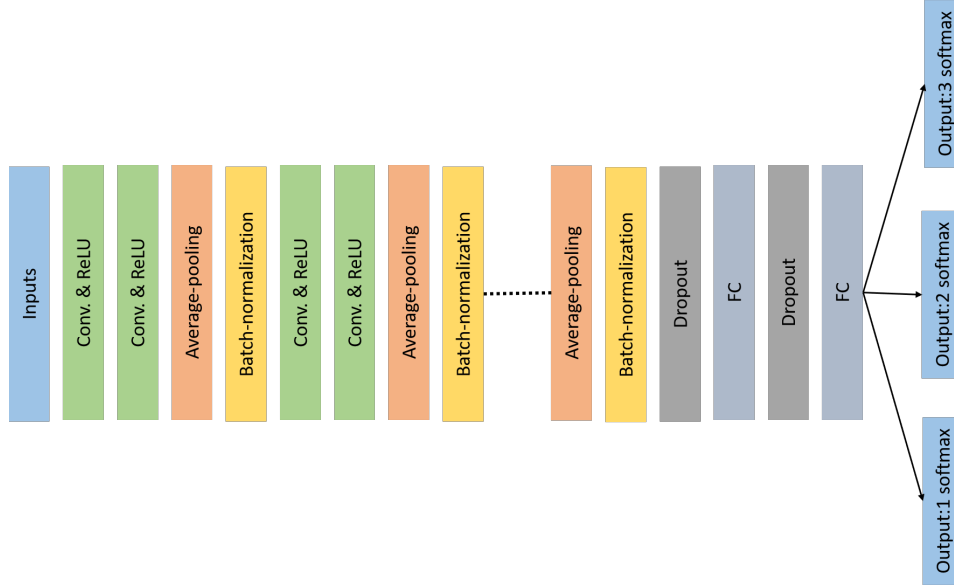 Inputs
Conv. & ReLU
Conv. & ReLU
Average-pooling
Batch-normalization
Conv. & ReLU
Conv. & ReLU
Average-pooling
Batch-normalization
Average-pooling
Batch-normalization
Dropout
FC
Dropout
FC
Output:3 softmax
Output:2 softmax
Output:1 softmax